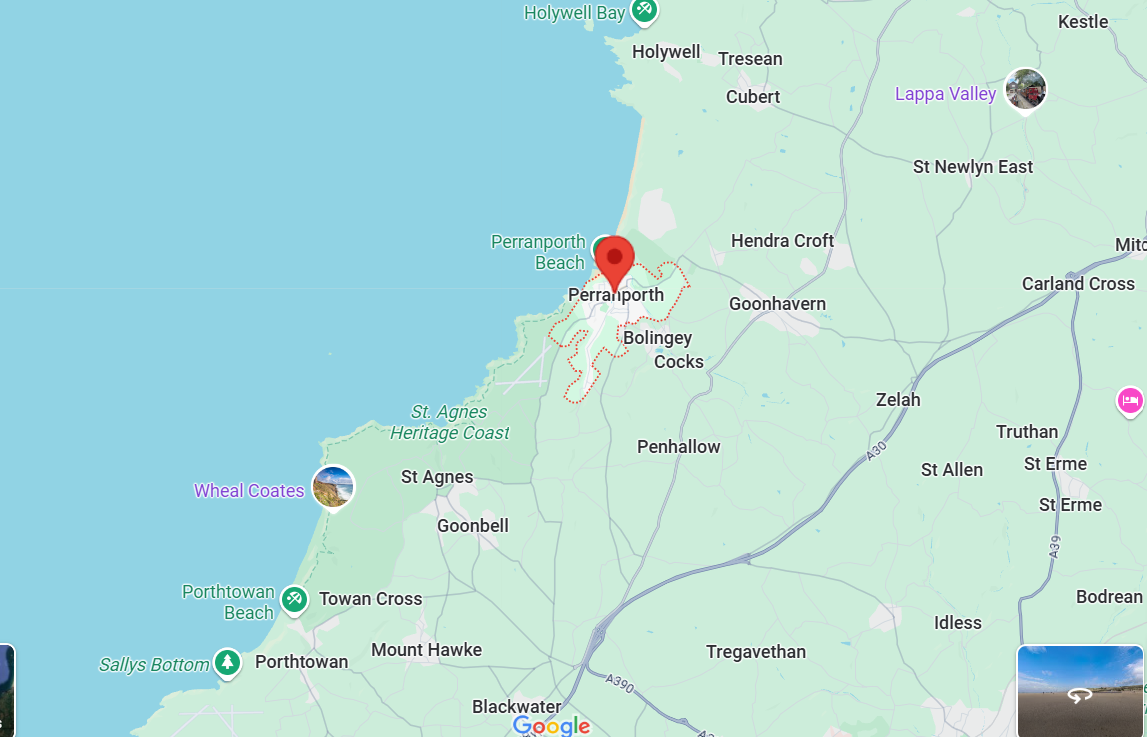 Holywell Bay
Kestle
Holywell
Tresean
Lappa Valley
Cubert
St Newlyn East
Perranporth
Beach
Hendra Croft
Carland Cross
Perranporth
Goonhavern
Bolingey
Cocks
Zelah
St. Agnes
Heritage Coast
Truthan
Penhallow
A30
St Allen
St Erme
St Agnes
Wheal Coates
St Erme
Goonbell
A39
Porthtowan
Beach
Towan Cross
Bodrean
Idless
Mount Hawke
Tregavethan
Sallys Bottom
Porthtowan
A390
Blackwater
Google